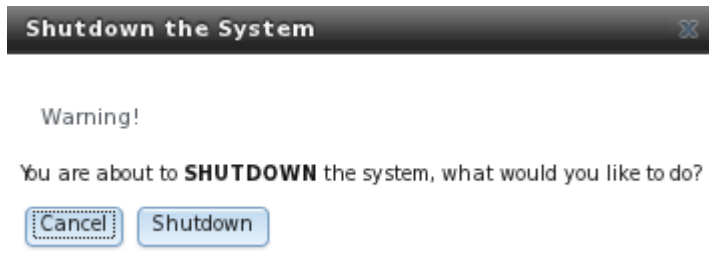 Shutdown the System
Warning!
You are about to SHUTDOWN the system, what would you like to do?
Cancel Shutdown